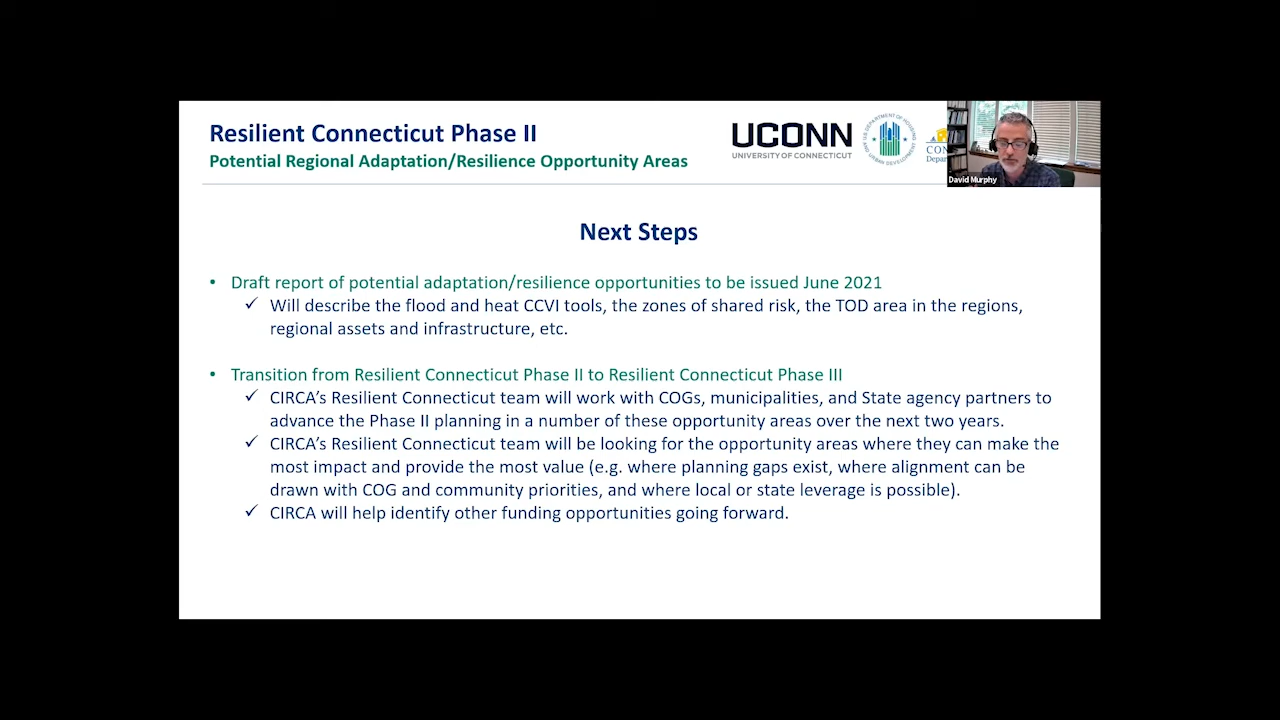 Resilient Connecticut Phase II
Potential Regional Adaptation/Resilience Opportunity Areas
UCONN
UNIVERSITY OF CONNECTICUT
U.S. DEPARTMENT OF HOUSING AND URBAN DEVELOPMENT
David Murphy
Next Steps
• Draft report of potential adaptation/resilience opportunities to be issued June 2021
✓ Will describe the flood and heat CCVI tools, the zones of shared risk, the TOD area in the regions,
regional assets and infrastructure, etc.
• Transition from Resilient Connecticut Phase II to Resilient Connecticut Phase III
✓ CIRCA’s Resilient Connecticut team will work with COGs, municipalities, and State agency partners to
advance the Phase II planning in a number of these opportunity areas over the next two years.
✓ CIRCA’s Resilient Connecticut team will be looking for the opportunity areas where they can make the
most impact and provide the most value (e.g. where planning gaps exist, where alignment can be
drawn with COG and community priorities, and where local or state leverage is possible).
✓ CIRCA will help identify other funding opportunities going forward.